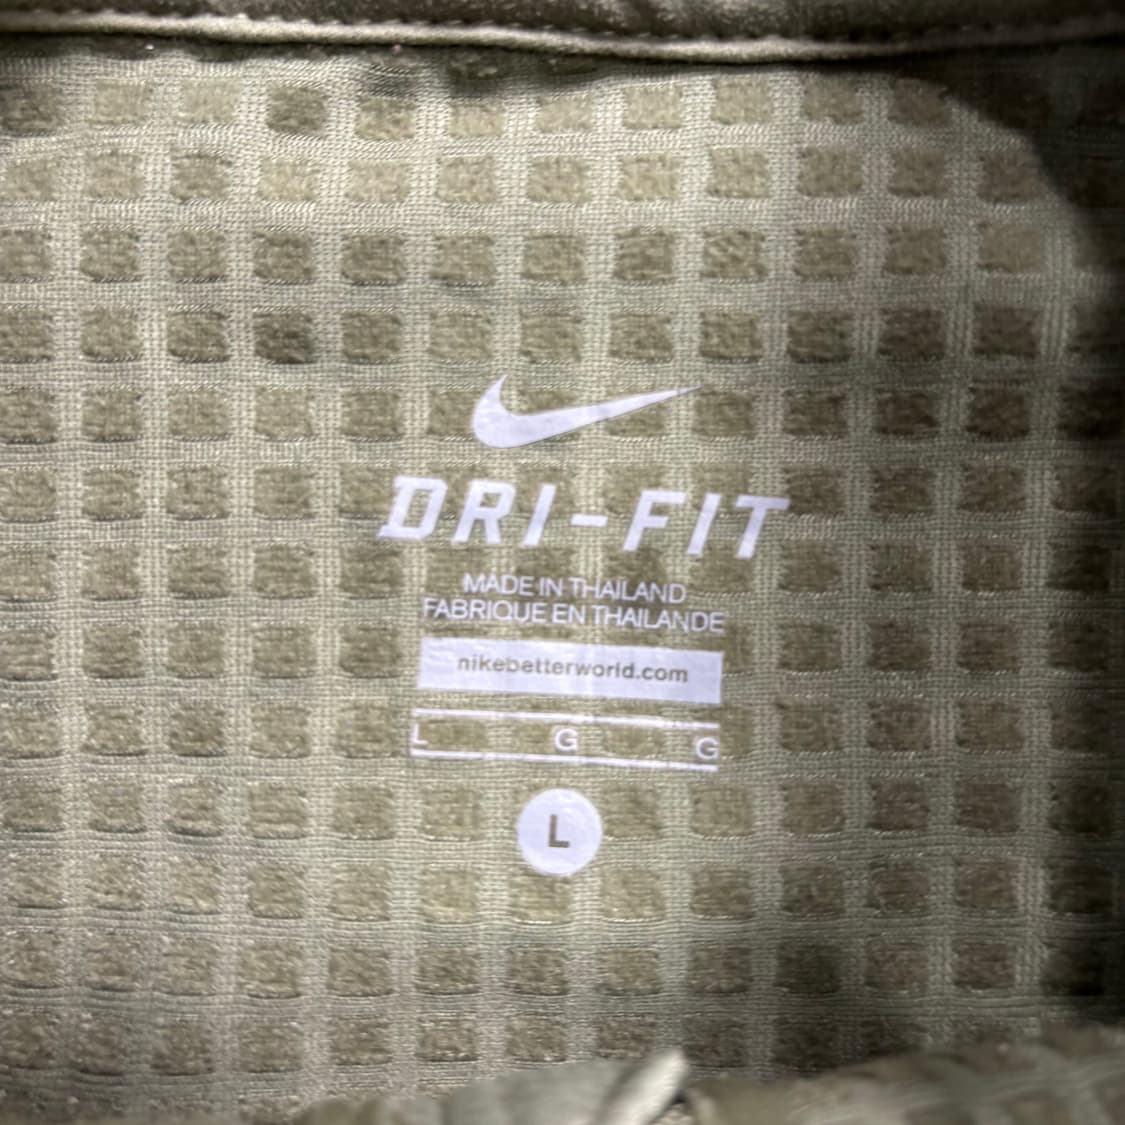 DRI-FIT
MADE IN THAILAND
FABRIQUE EN THAILANDE
nikebetterworld.com
L G G
L